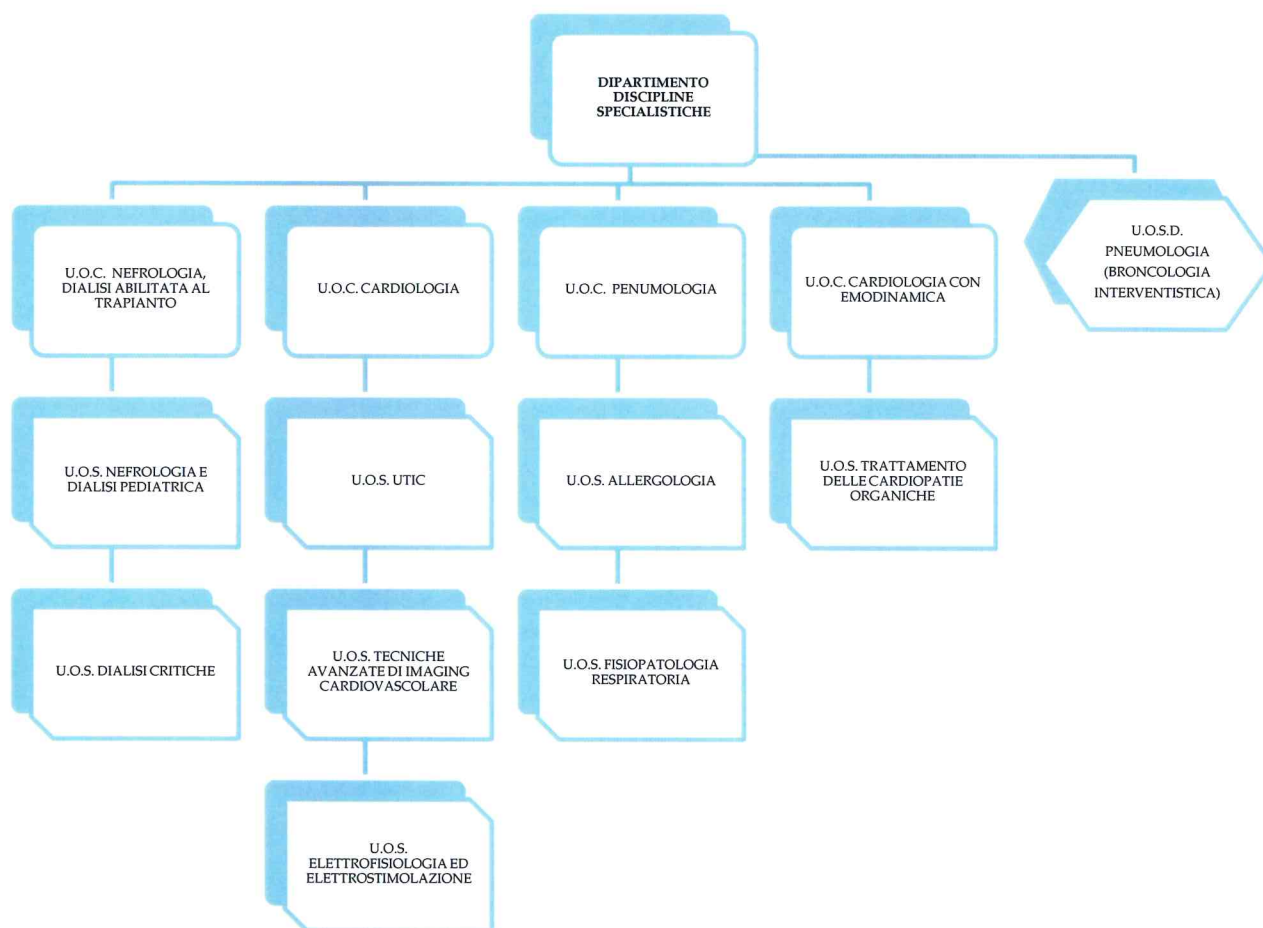 DIPARTIMENTO
DISCIPLINE
SPECIALISTICHE
U.O.C. NEFROLOGIA,
DIALISI ABILITATA AL
TRAPIANTO
U.O.C. CARDIOLOGIA
U.O.C. PENUMOLOGIA
U.O.C. CARDIOLOGIA CON
EMODINAMICA
U.O.S.D.
PNEUMOLOGIA
(BRONCOLOGIA
INTERVENTISTICA)
U.O.S. NEFROLOGIA E
DIALISI PEDIATRICA
U.O.S. UTIC
U.O.S. ALLERGOLOGIA
U.O.S. TRATTAMENTO
DELLE CARDIOPATIE
ORGANICHE
U.O.S. DIALISI CRITICHE
U.O.S. TECNICHE
AVANZATE DI IMAGING
CARDIOVASCOLARE
U.O.S. FISIOPATOLOGIA
RESPIRATORIA
U.O.S.
ELETTROFISIOLOGIA ED
ELETTROSTIMOLAZIONE